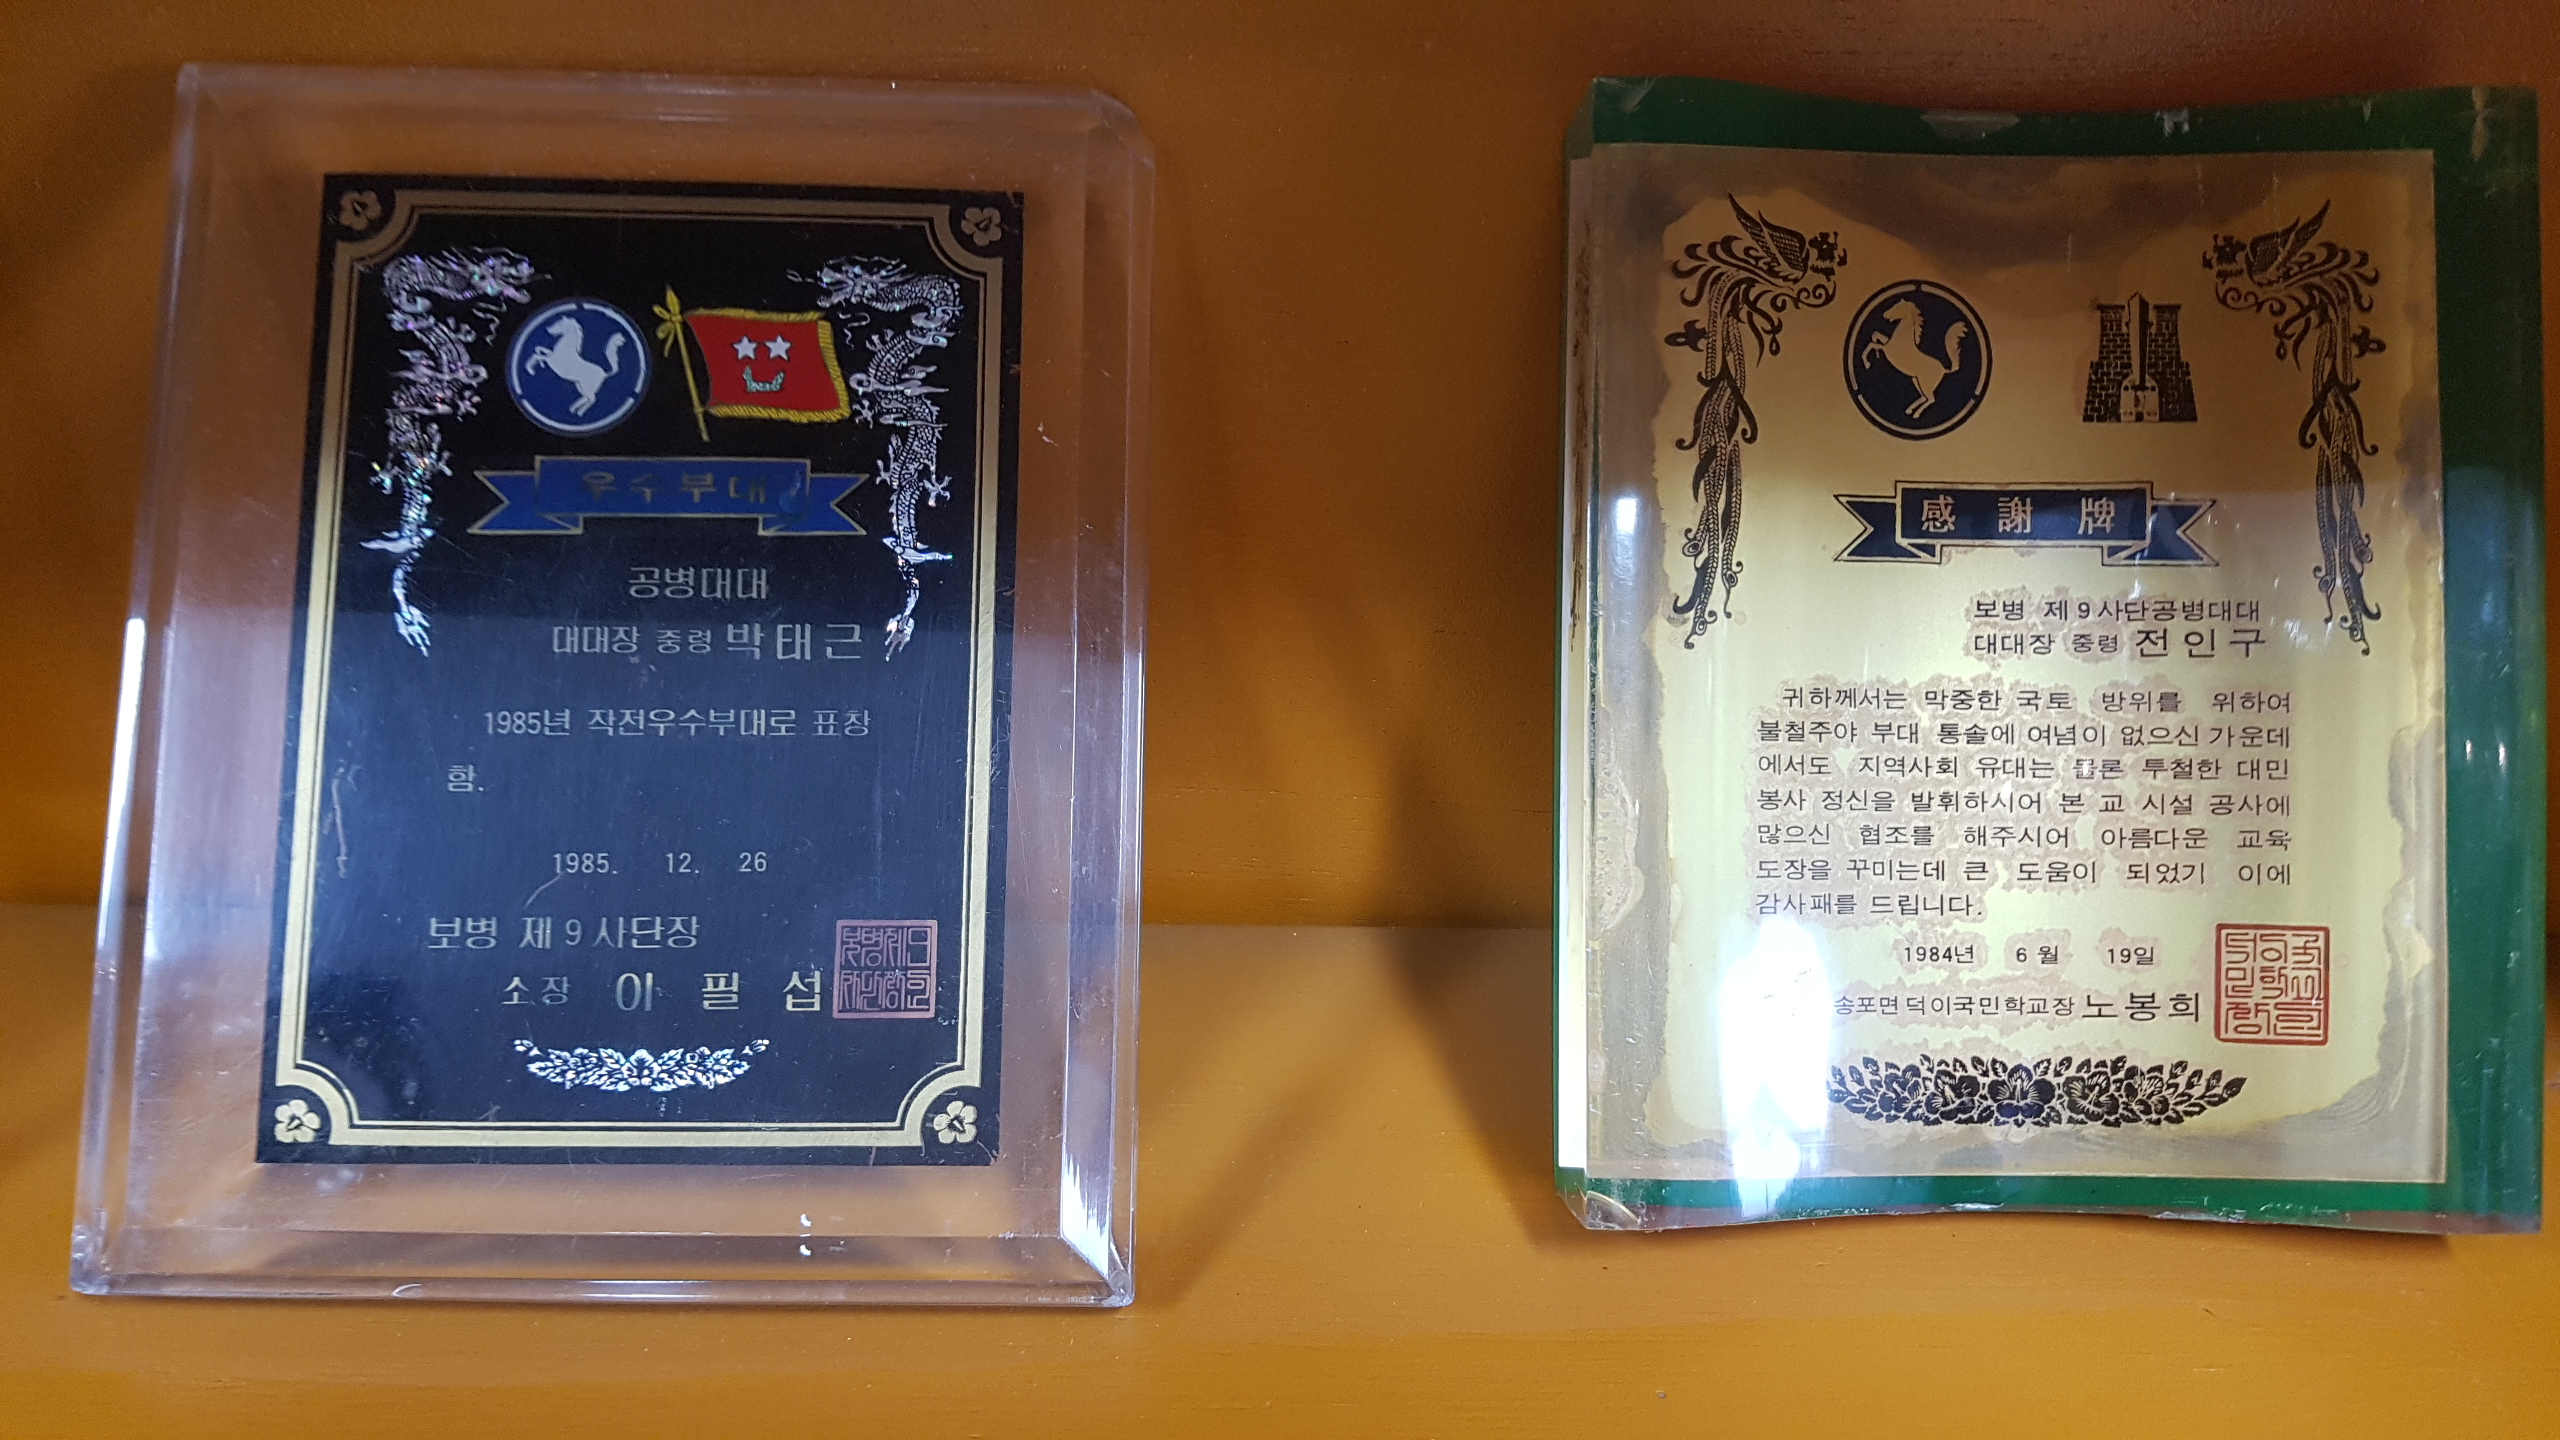 우수부대
공병대대
대대장 중령 박태근
1985년 작전우수부대로 표창
함.
1985. 12. 26
보병 제9사단장
소장 이필섭
感謝牌
보병 제9사단공병대대
대대장 중령 전인구
귀하께서는 막중한 국토 방위를 위하여
불철주야 부대 통솔에 여념이 없으신 가운데
에서도 지역사회 유대는 물론 투철한 대민
봉사 정신을 발휘하시어 본 교 시설 공사에
많으신 협조를 해주시어 아름다운 교육
도장을 꾸미는데 큰 도움이 되었기 이에
감사패를 드립니다.
1984년 6월 19일
송포면덕이국민학교장 노봉희